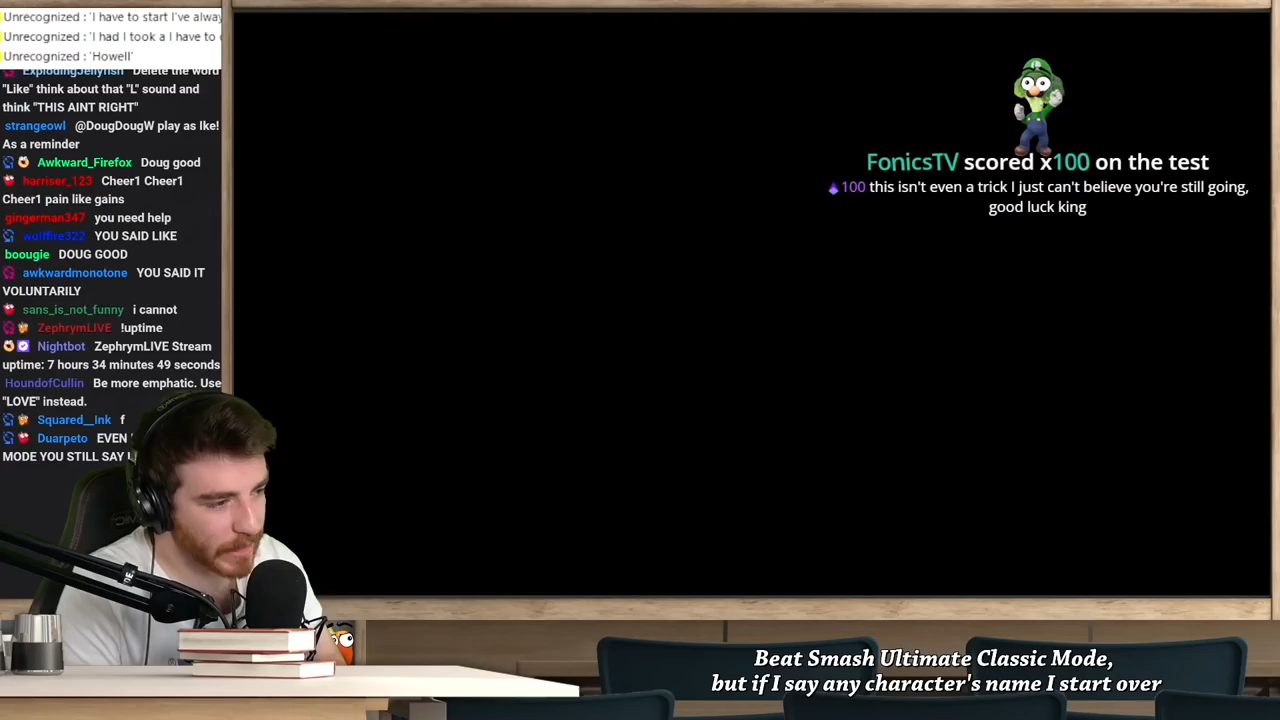 Unrecognized : 'I have to start I've alway
Unrecognized : 'I had I took a I have to
Unrecognized : 'Howell'
ExplodingJellyfish Delete the word
"Like" think about that "L" sound and
think "THIS AINT RIGHT"
strangeowl @DougDougW play as Ike!
As a reminder
Awkward_Firefox Doug good
harriser_123 Cheer1 Cheer1
Cheer1 pain like gains
gingerman347 you need help
wolffire322 YOU SAID LIKE
boougie DOUG GOOD
awkwardmonotone YOU SAID IT
VOLUNTARILY
sans_is_not_funny i cannot
ZephrymLIVE !uptime
Nightbot ZephrymLIVE Stream
uptime: 7 hours 34 minutes 49 seconds
HoundofCullin Be more emphatic. Use
"LOVE" instead.
Squared__Ink f
Duarpeto EVEN
MODE YOU STILL SAY
FonicsTV scored x100 on the test
100 this isn't even a trick I just can't believe you're still going,
good luck king
Beat Smash Ultimate Classic Mode,
but if I say any character's name I start over